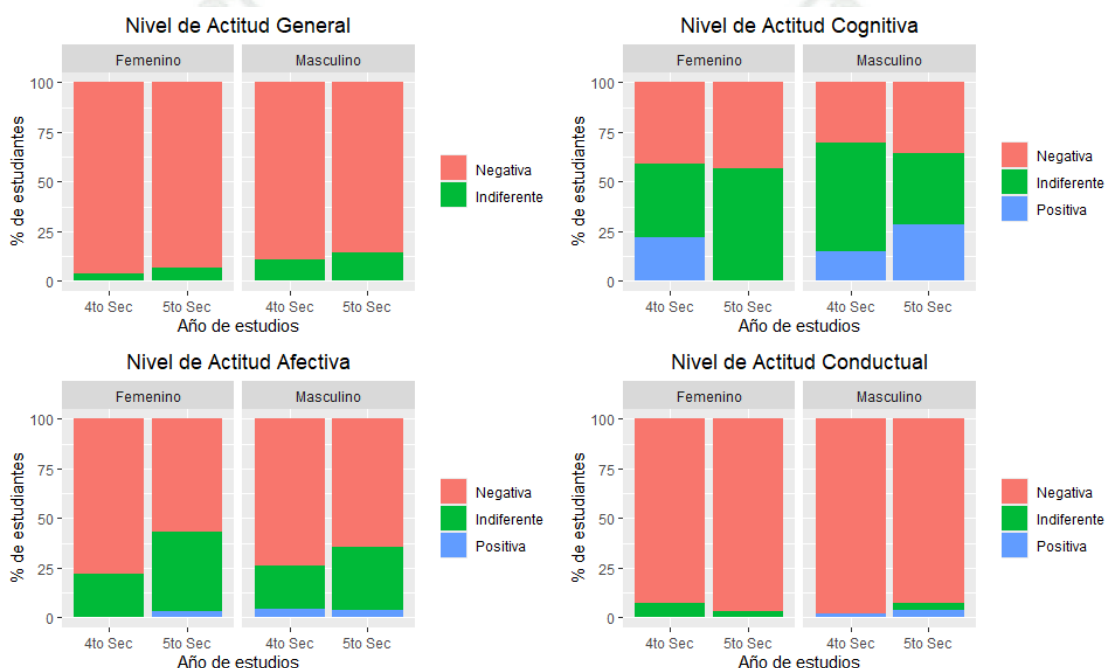 Nivel de Actitud General
Femenino Masculino
100
75
50
25
0
% de estudiantes
4to Sec 5to Sec 4to Sec 5to Sec
Año de estudios
Negativa
Indiferente
Nivel de Actitud Cognitiva
Femenino Masculino
100
75
50
25
0
% de estudiantes
4to Sec 5to Sec 4to Sec 5to Sec
Año de estudios
Negativa
Indiferente
Positiva
Nivel de Actitud Afectiva
Femenino Masculino
100
75
50
25
0
% de estudiantes
4to Sec 5to Sec 4to Sec 5to Sec
Año de estudios
Negativa
Indiferente
Positiva
Nivel de Actitud Conductual
Femenino Masculino
100
75
50
25
0
% de estudiantes
4to Sec 5to Sec 4to Sec 5to Sec
Año de estudios
Negativa
Indiferente
Positiva